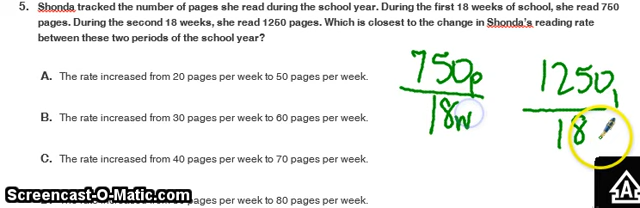 5. Shonda tracked the number of pages she read during the school year. During the first 18 weeks of school, she read 750
pages. During the second 18 weeks, she read 1250 pages. Which is closest to the change in Shonda's reading rate
between these two periods of the school year?
750p
18w
1250
18
A. The rate increased from 20 pages per week to 50 pages per week.
B. The rate increased from 30 pages per week to 60 pages per week.
C. The rate increased from 40 pages per week to 70 pages per week.
Screencast-O-Matic.com
pages per week to 80 pages per week.
A